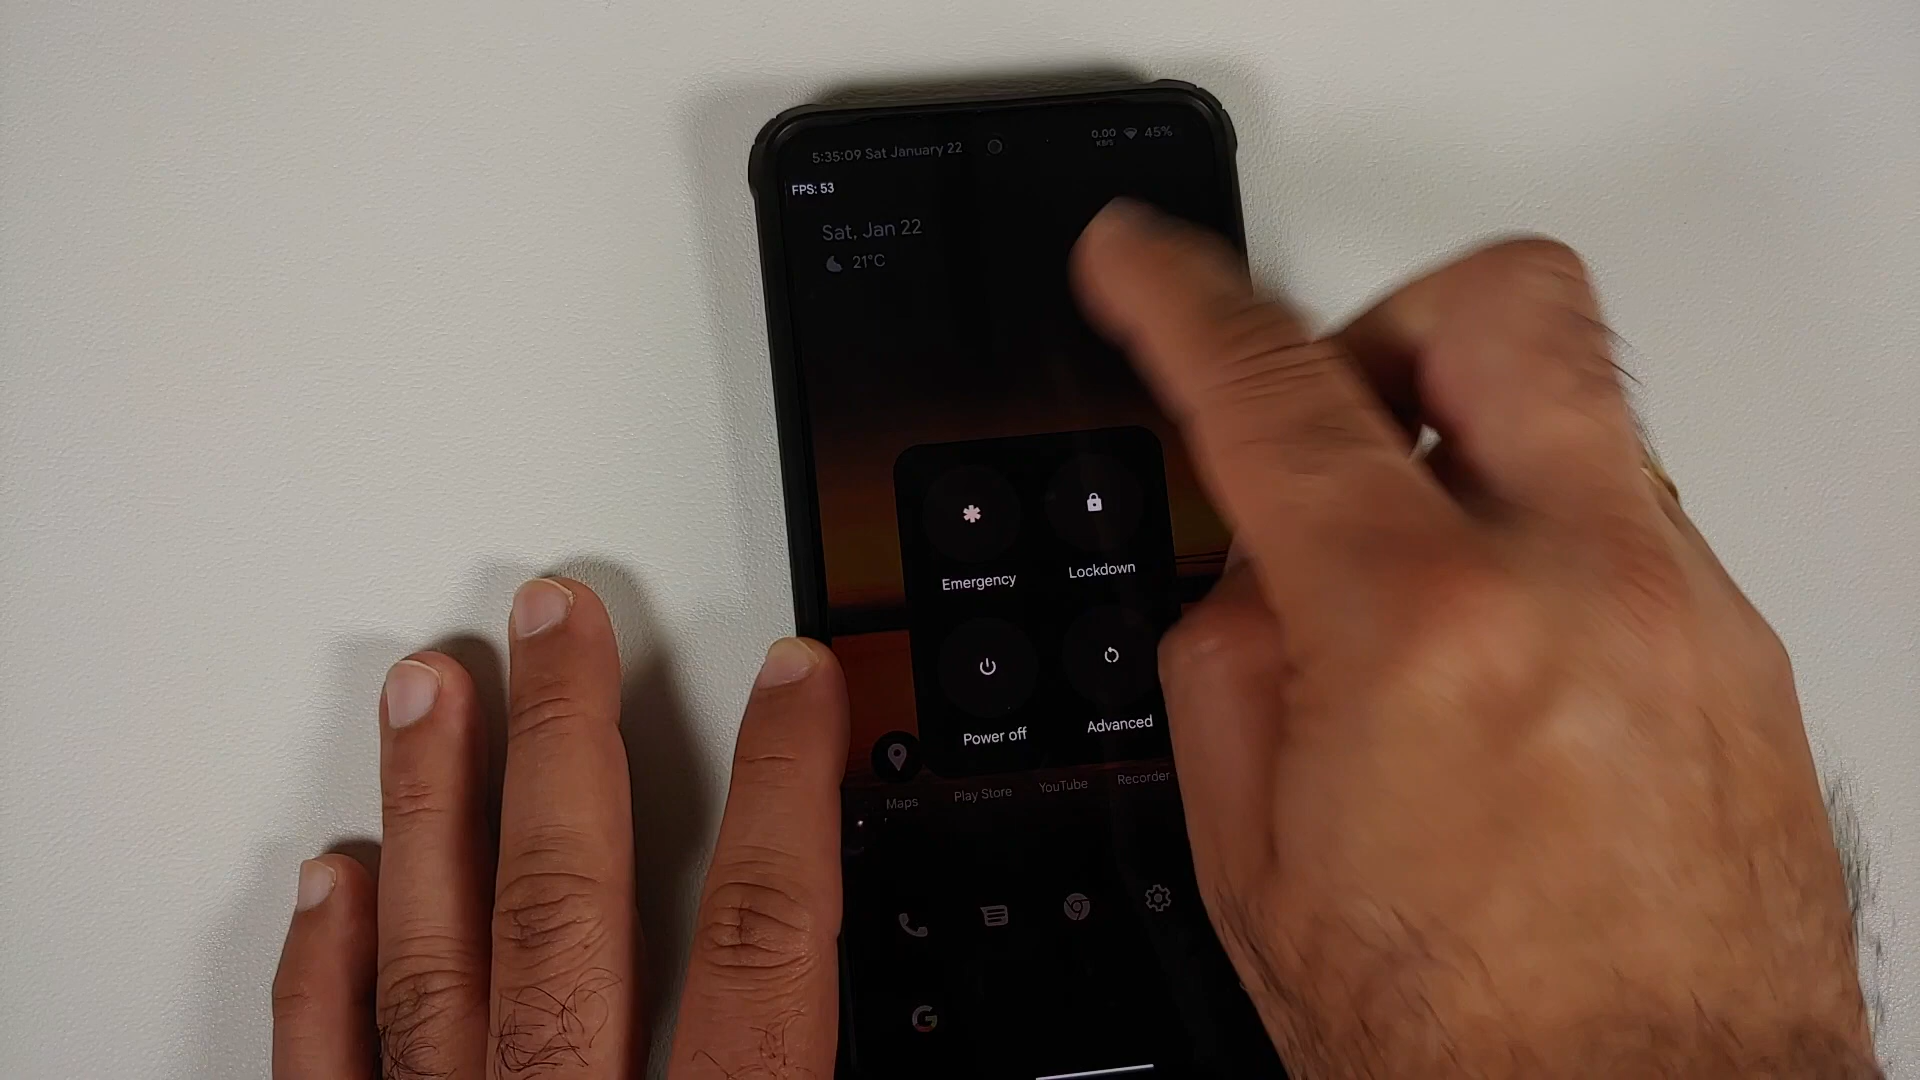 5:35:09 Sat January 22
0.00 45%
KB/S
FPS: 53
Sat, Jan 22
21°C
Emergency Lockdown
Power off Advanced
Maps Play Store YouTube Recorder